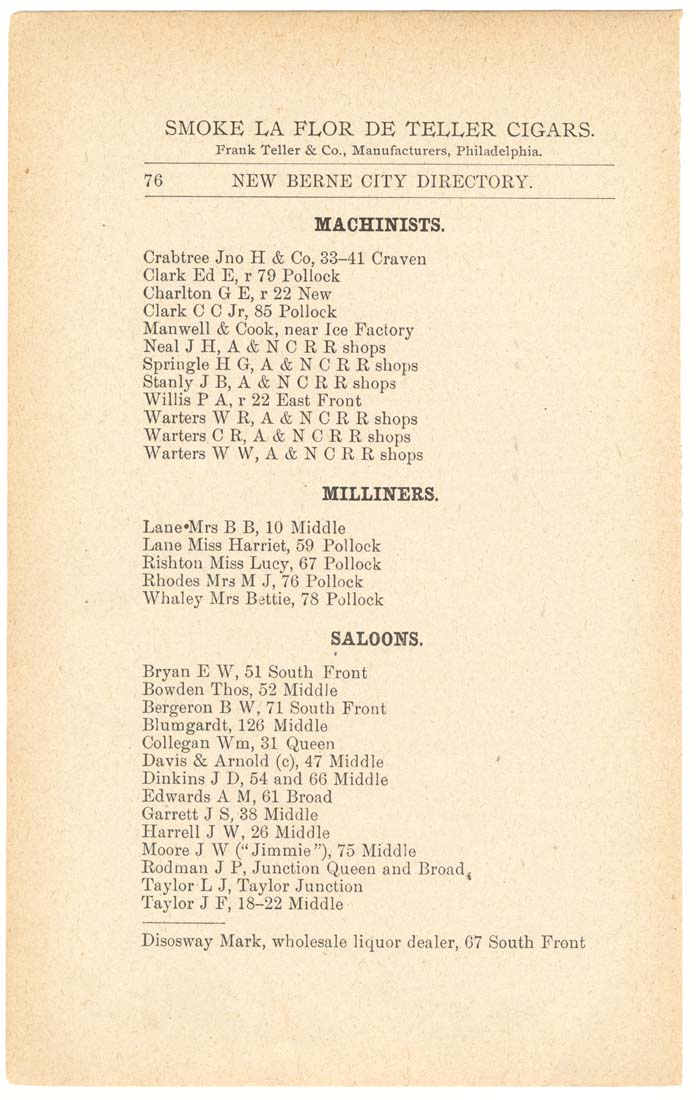 SMOKE LA FLOR DE TELLER CIGARS.
Frank Teller & Co., Manufacturers, Philadelphia.
76 NEW BERNE CITY DIRECTORY.
MACHINISTS.
Crabtree Jno H & Co, 33–41 Craven
Clark Ed E, r 79 Pollock
Charlton G E, r 22 New
Clark C C Jr, 85 Pollock
Manwell & Cook, near Ice Factory
Neal J H, A & N C R R shops
Springle H G, A & N C R R shops
Stanly J B, A & N C R R shops
Willis P A, r 22 East Front
Warters W R, A & N C R R shops
Warters C R, A & N C R R shops
Warters W W, A & N C R R shops
MILLINERS.
Lane Mrs B B, 10 Middle
Lane Miss Harriet, 59 Pollock
Rishton Miss Lucy, 67 Pollock
Rhodes Mrs M J, 76 Pollock
Whaley Mrs Bettie, 78 Pollock
SALOONS.
Bryan E W, 51 South Front
Bowden Thos, 52 Middle
Bergeron B W, 71 South Front
Blumgardt, 126 Middle
Collegan Wm, 31 Queen
Davis & Arnold (c), 47 Middle
Dinkins J D, 54 and 66 Middle
Edwards A M, 61 Broad
Garrett J S, 38 Middle
Harrell J W, 26 Middle
Moore J W ("Jimmie"), 75 Middle
Rodman J P, Junction Queen and Broad
Taylor L J, Taylor Junction
Taylor J F, 18–22 Middle
Disosway Mark, wholesale liquor dealer, 67 South Front